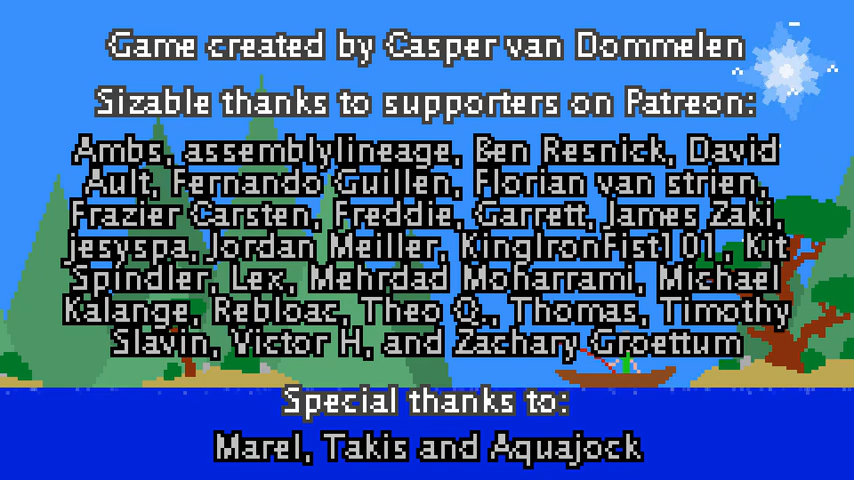 Game created by Casper van Dommelen
Sizable thanks to supporters on Patreon:
Ambs, assemblylineage, Ben Resnick, David
Ault, Fernando Guillen, Florian van strien,
Frazier Carsten, Freddie, Garrett, James Zaki,
jesyspa, Jordan Meiller, KingIronFist101, Kit
Spindler, Lex, Mehrdad Moharrami, Michael
Kalange, Rebloac, Theo Q., Thomas, Timothy
Slavin, Victor H, and Zachary Groettum
Special thanks to:
Marel, Takis and Aquajock